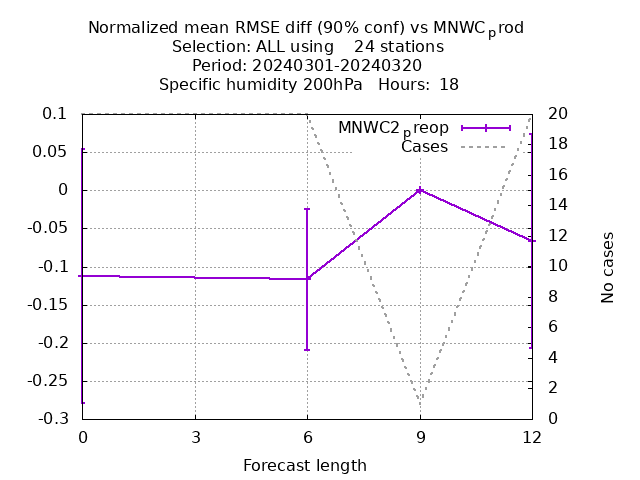 Normalized mean RMSE diff (90% conf) vs MNWCprod
Selection: ALL using 24 stations
Period: 20240301-20240320
Specific humidity 200hPa Hours: 18
MNWC2preop
Cases
0.1
0.05
0
-0.05
-0.1
-0.15
-0.2
-0.25
-0.3
20
18
16
14
12
10
8
6
4
2
0
No cases
0 3 6 9 12
Forecast length